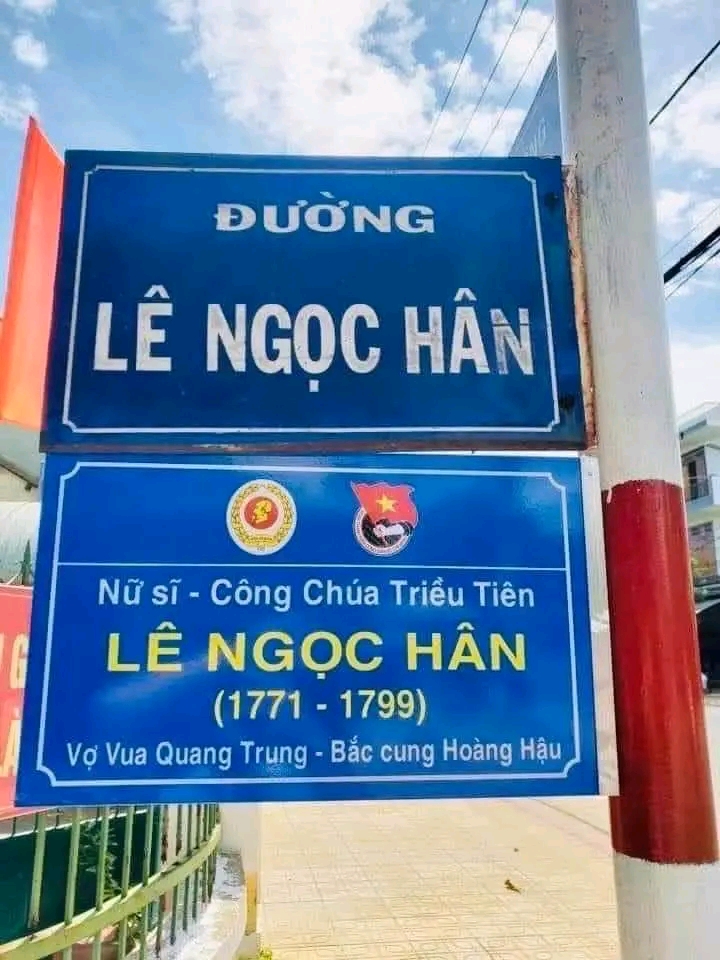 ĐƯỜNG
LÊ NGỌC HÂN
Nữ sĩ - Công Chúa Triều Tiên
LÊ NGỌC HÂN
(1771 - 1799)
Vợ Vua Quang Trung - Bắc cung Hoàng Hậu